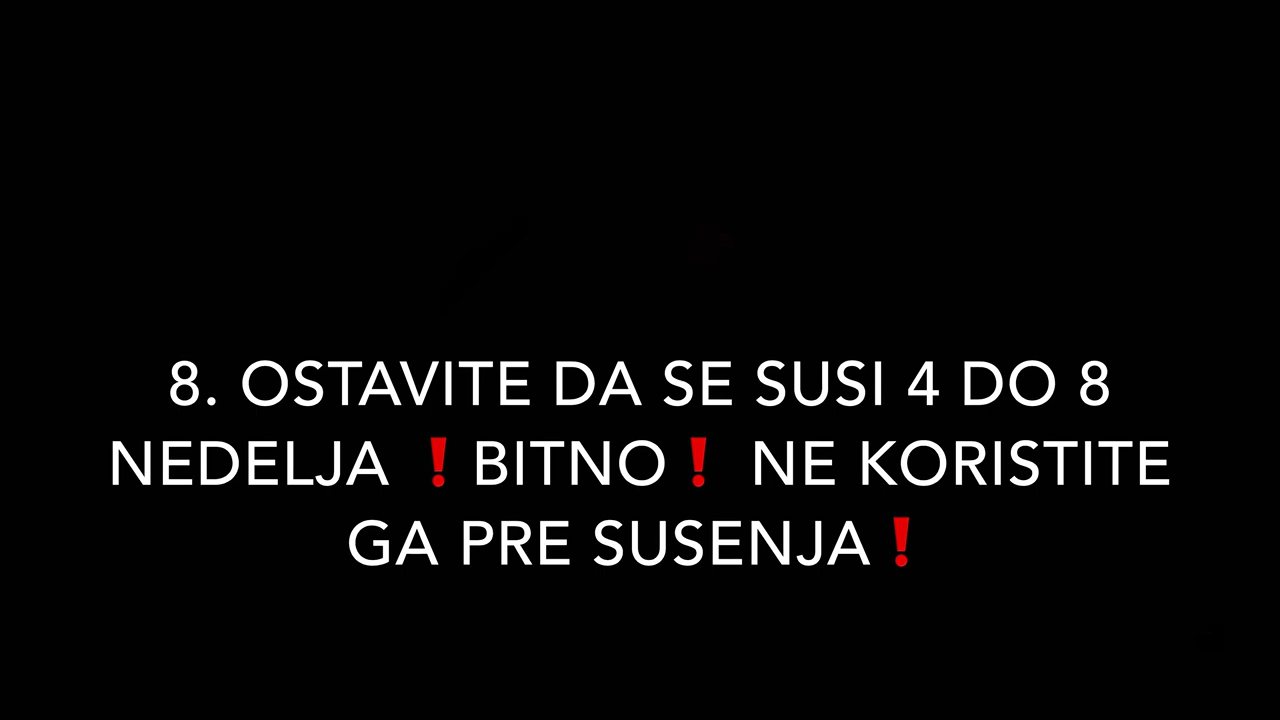 8. OSTAVITE DA SE SUSI 4 DO 8
NEDELJA ❗BITNO❗ NE KORISTITE
GA PRE SUSENJA❗